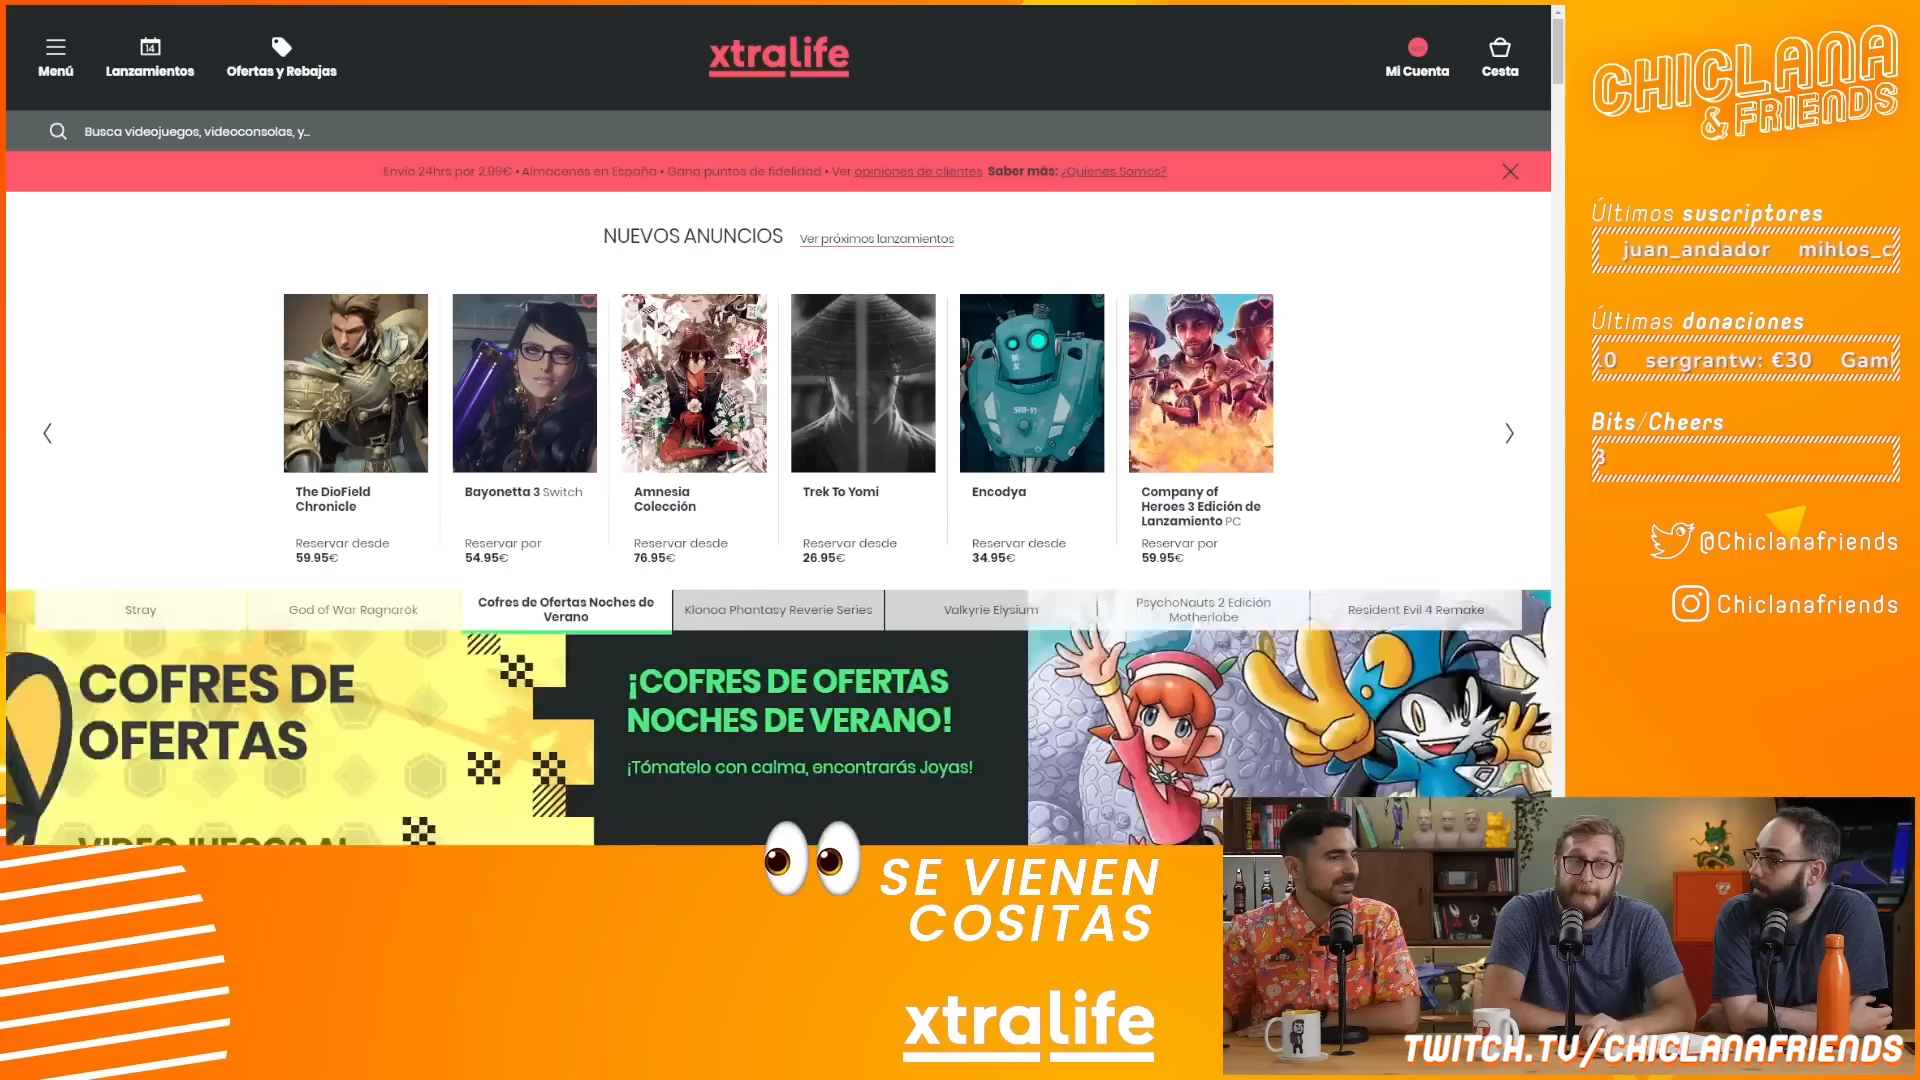 Menú
Lanzamientos
Ofertas y Rebajas
xtralife
Mi Cuenta
Cesta
Busca videojuegos, videoconsolas, y...
Envío 24hrs por 2,99€ • Almacenes en España • Gana puntos de fidelidad • Ver opiniones de clientes Saber más: ¿Quienes Somos?
NUEVOS ANUNCIOS Ver próximos lanzamientos
The DioField
Chronicle
Reservar desde
59.95€
Bayonetta 3 Switch
Reservar por
54.95€
Amnesia
Colección
Reservar desde
76.95€
Trek To Yomi
Reservar desde
26.95€
Encodya
Reservar desde
34.95€
Company of
Heroes 3 Edición de
Lanzamiento PC
Reservar por
59.95€
Stray
God of War Ragnarök
Cofres de Ofertas Noches de
Verano
Klonoa Phantasy Reverie Series
Valkyrie Elysium
PsychoNauts 2 Edición
Motherlobe
Resident Evil 4 Remake
COFRES DE
OFERTAS
VIDEOJUEGOS AL
¡COFRES DE OFERTAS
NOCHES DE VERANO!
¡Tómatelo con calma, encontrarás Joyas!
CHICLANA
& FRIENDS
Últimos suscriptores
juan_andador mihlos_c
Últimas donaciones
.0 sergrantw: €30 Gam
Bits/Cheers
3
@Chiclanafriends
Chiclanafriends
SE VIENEN
COSITAS
xtralife
TWITCH.TV/CHICLANAFRIENDS